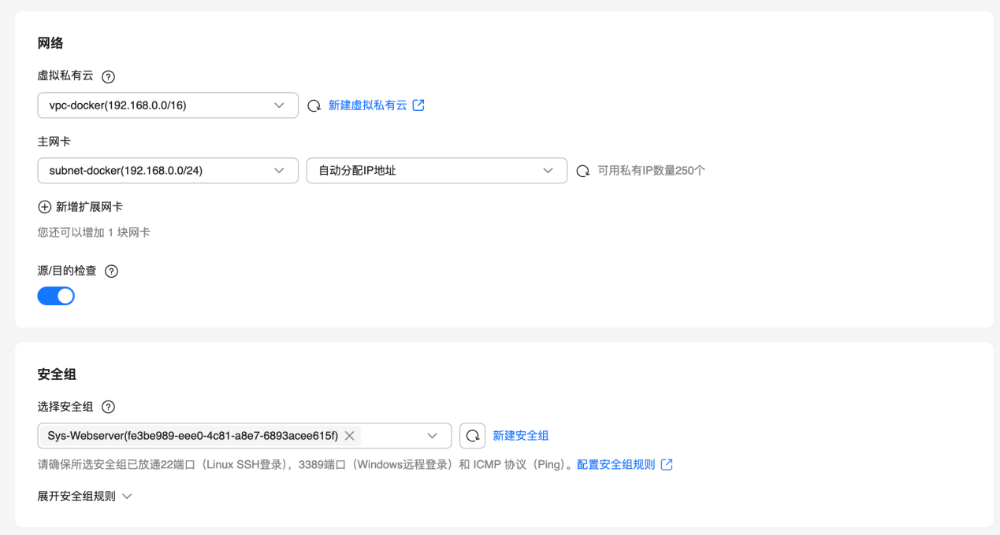 网络
虚拟私有云
vpc-docker(192.168.0.0/16) 新建虚拟私有云
主网卡
subnet-docker(192.168.0.0/24) 自动分配IP地址 可用私有IP数量250个
新增扩展网卡
您还可以增加 1 块网卡
源/目的检查
安全组
选择安全组
Sys-Webserver(fe3be989-eee0-4c81-a8e7-6893acee615f) 新建安全组
请确保所选安全组已放通22端口（Linux SSH登录），3389端口（Windows远程登录）和 ICMP 协议（Ping）。配置安全组规则
展开安全组规则